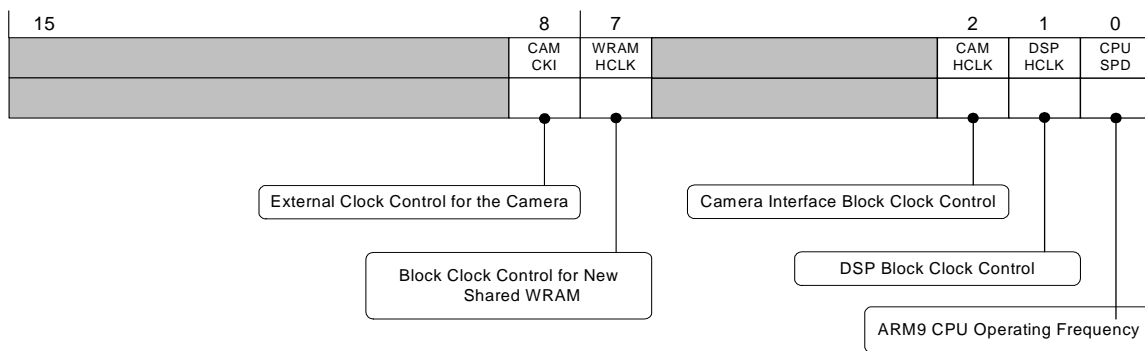 15 8 7 2 1 0
CAM WRAM CAM DSP CPU
CKI HCLK HCLK HCLK SPD
External Clock Control for the Camera
Camera Interface Block Clock Control
Block Clock Control for New
Shared WRAM
DSP Block Clock Control
ARM9 CPU Operating Frequency